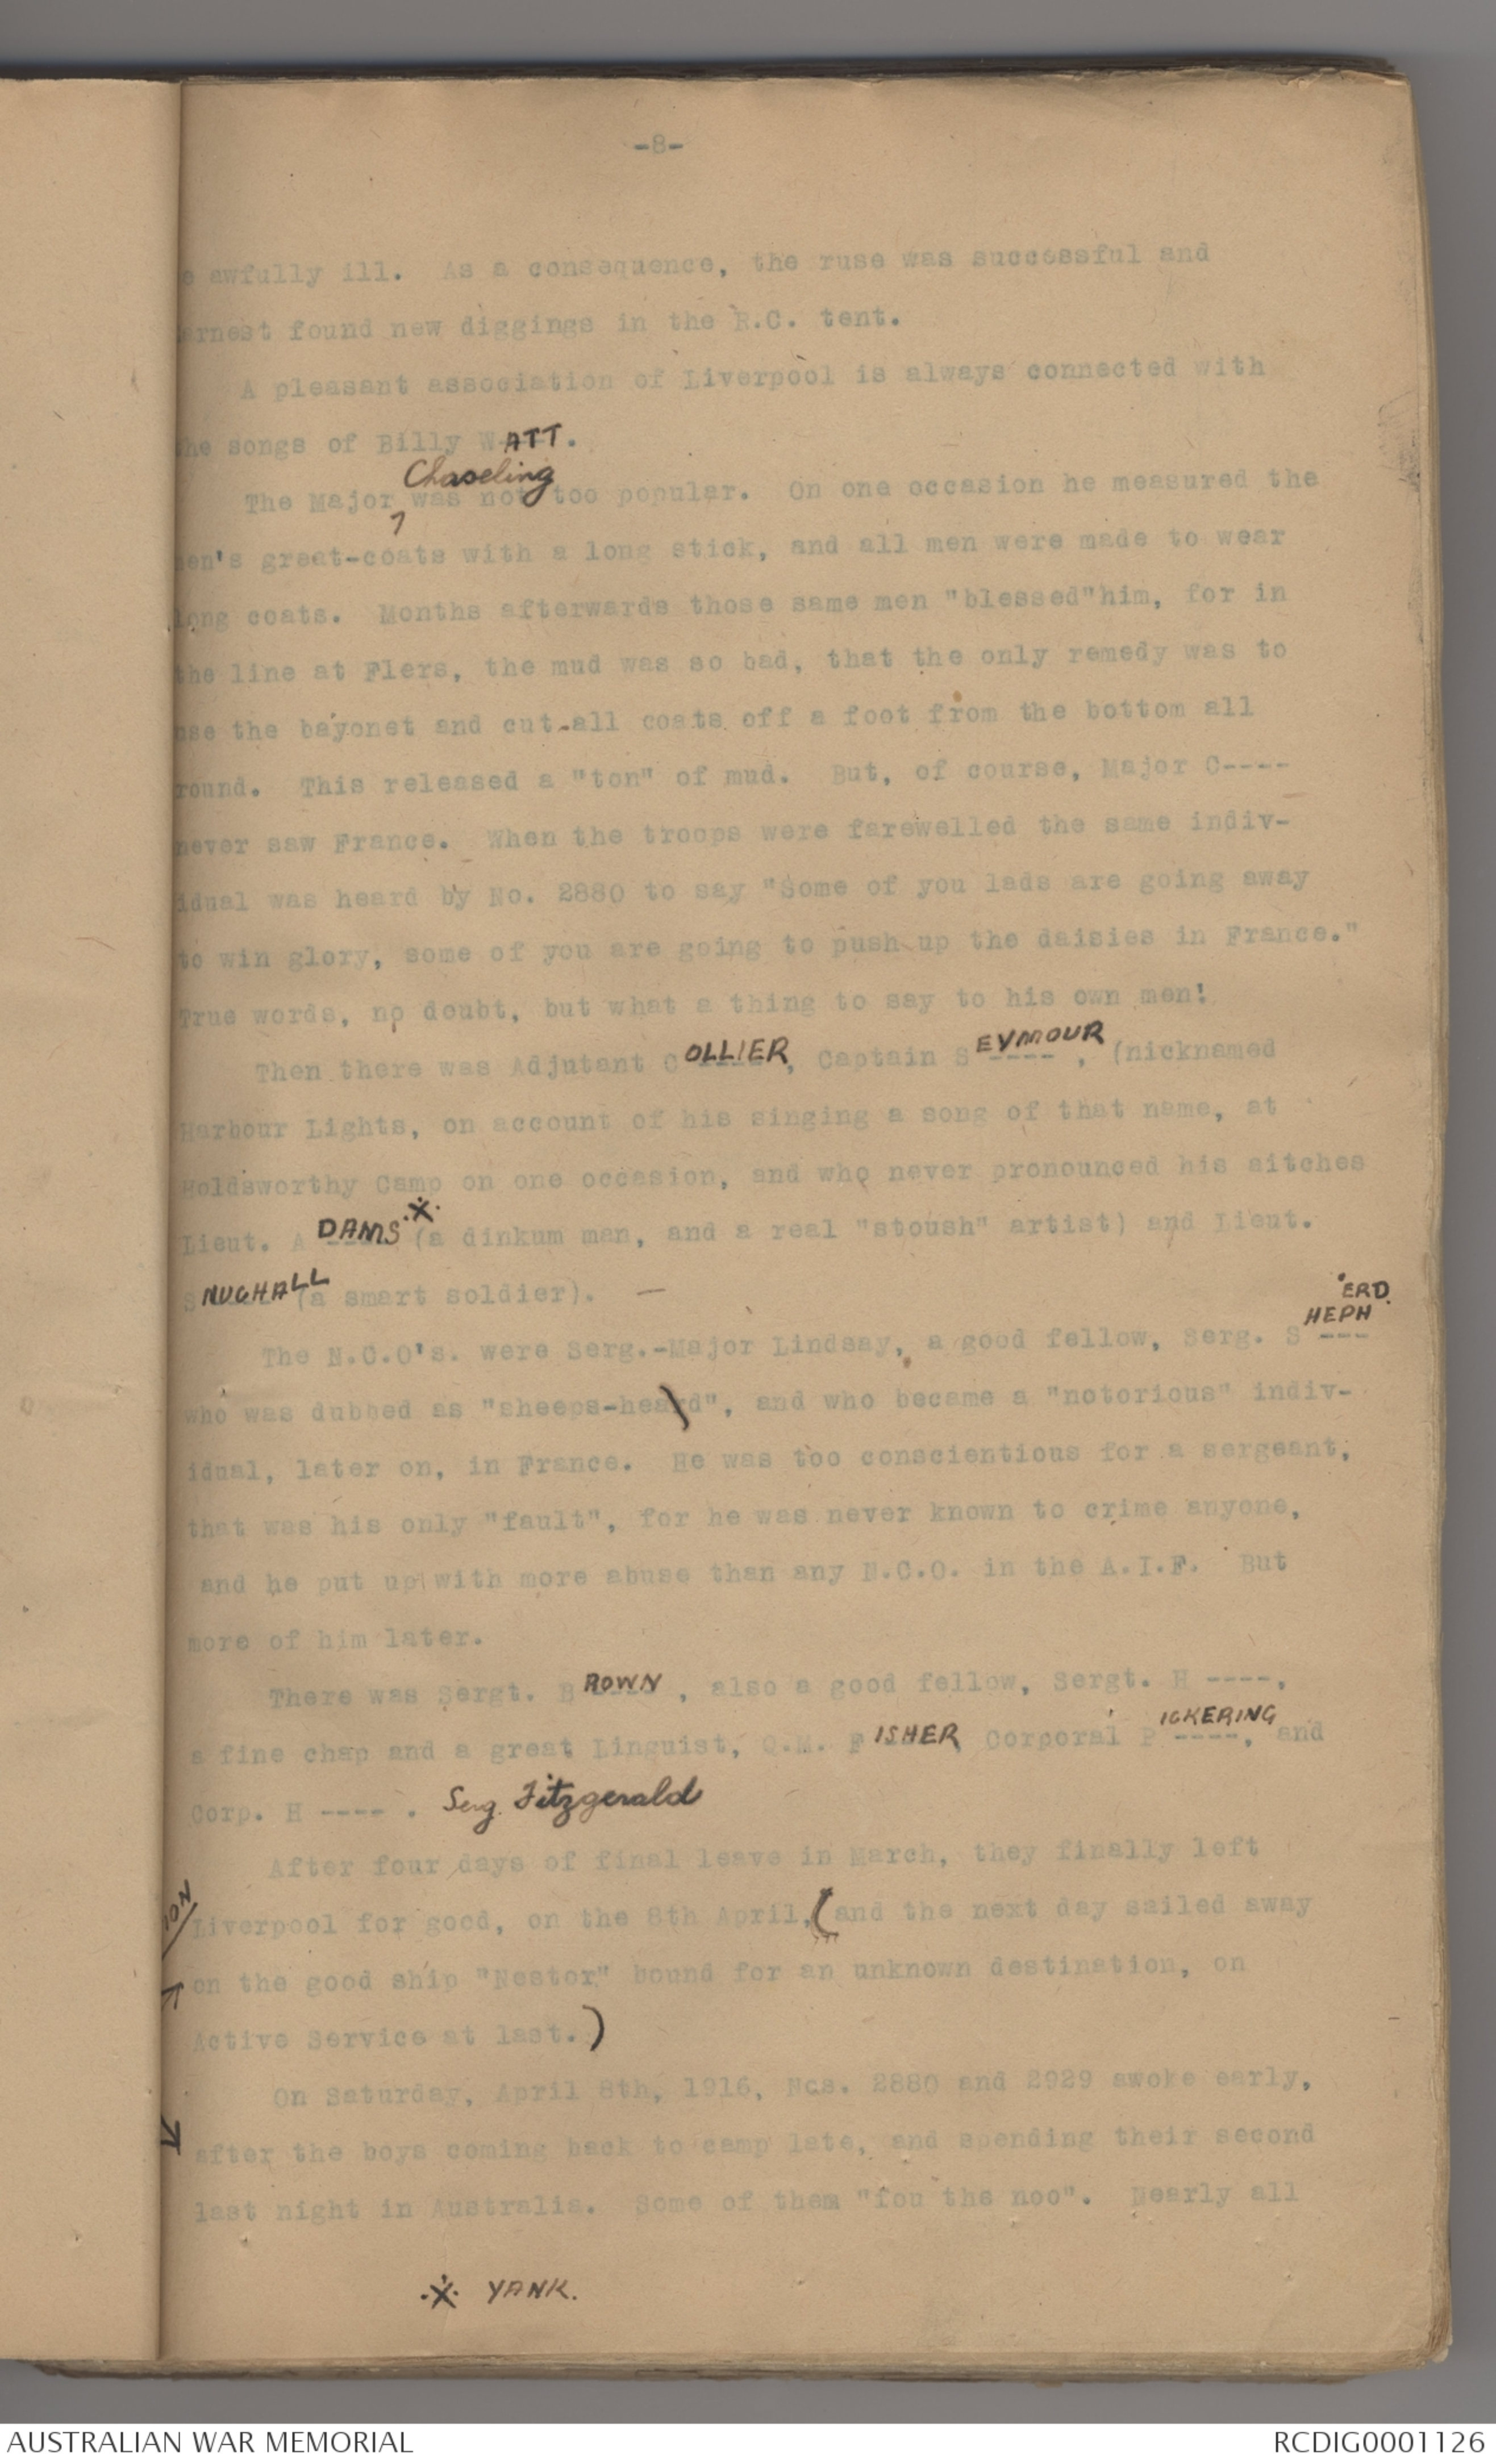 -8-
e awfully ill. As a consequence, the ruse was successful and
arnest found new diggings in the R.C. tent.
A pleasant association of Liverpool is always connected with
the songs of Billy WATT.
Chaseling
The Major was not too popular. On one occasion he measured the
men's great-coats with a long stick, and all men were made to wear
long coats. Months afterwards those same men "blessed"him, for in
the line at Flers, the mud was so bad, that the only remedy was to
use the bayonet and cut all coats off a foot from the bottom all
round. This released a "ton" of mud. But, of course, Major C----
never saw France. When the troops were farewelled the same indiv-
idual was heard by No. 2880 to say "Some of you lads are going away
to win glory, some of you are going to push up the daisies in France."
True words, no doubt, but what a thing to say to his own men!
Then there was Adjutant COLLIER, Captain SEYMOUR, (nicknamed
Harbour Lights, on account of his singing a song of that name, at
Holdsworthy Camp on one occasion, and who never pronounced his aitches
Lieut. ADAMS ※ (a dinkum man, and a real "stoush" artist) and Lieut.
SNUGHALL (a smart soldier). —
'ERD.
HEPH
The N.C.O's. were Serg.-Major Lindsay, a good fellow, Serg. S ---
who was dubbed as "sheeps-heard", and who became a "notorious" indiv-
idual, later on, in France. He was too conscientious for a sergeant,
that was his only "fault", for he was never known to crime anyone,
and he put up with more abuse than any N.C.O. in the A.I.F. But
more of him later.
There was Sergt. BROWN, also a good fellow, Sergt. H ----,
ICKERING
a fine chap and a great Linguist, Q.M. FISHER Corporal P ----, and
Corp. H ---- . Serg. Fitzgerald
After four days of final leave in March, they finally left
ION
Liverpool for good, on the 8th April, (and the next day sailed away
on the good ship "Nestor" bound for an unknown destination, on
Active Service at last.)
On Saturday, April 8th, 1916, Nos. 2880 and 2929 awoke early,
after the boys coming back to camp late, and spending their second
last night in Australia. Some of them "fou the noo". Nearly all
※ YANK.
AUSTRALIAN WAR MEMORIAL
RCDIG0001126